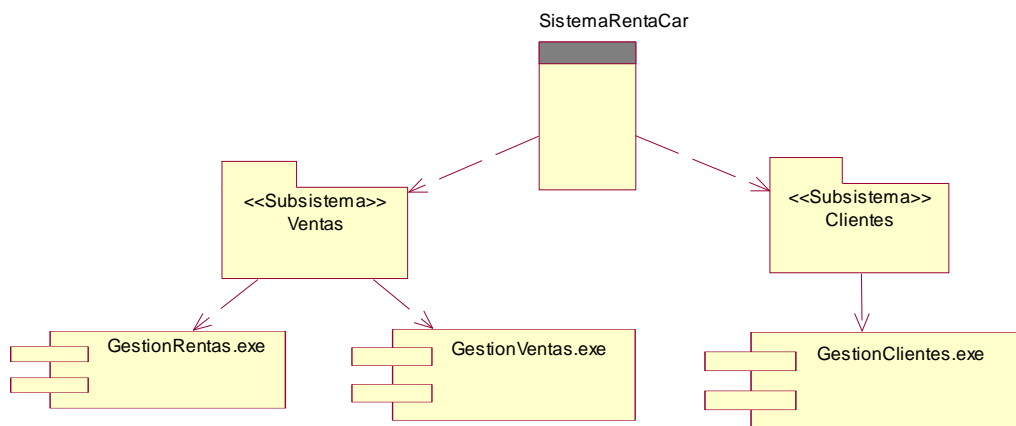 SistemaRentaCar
<<Subsistema>>
Ventas
<<Subsistema>>
Clientes
GestionRentas.exe
GestionVentas.exe
GestionClientes.exe